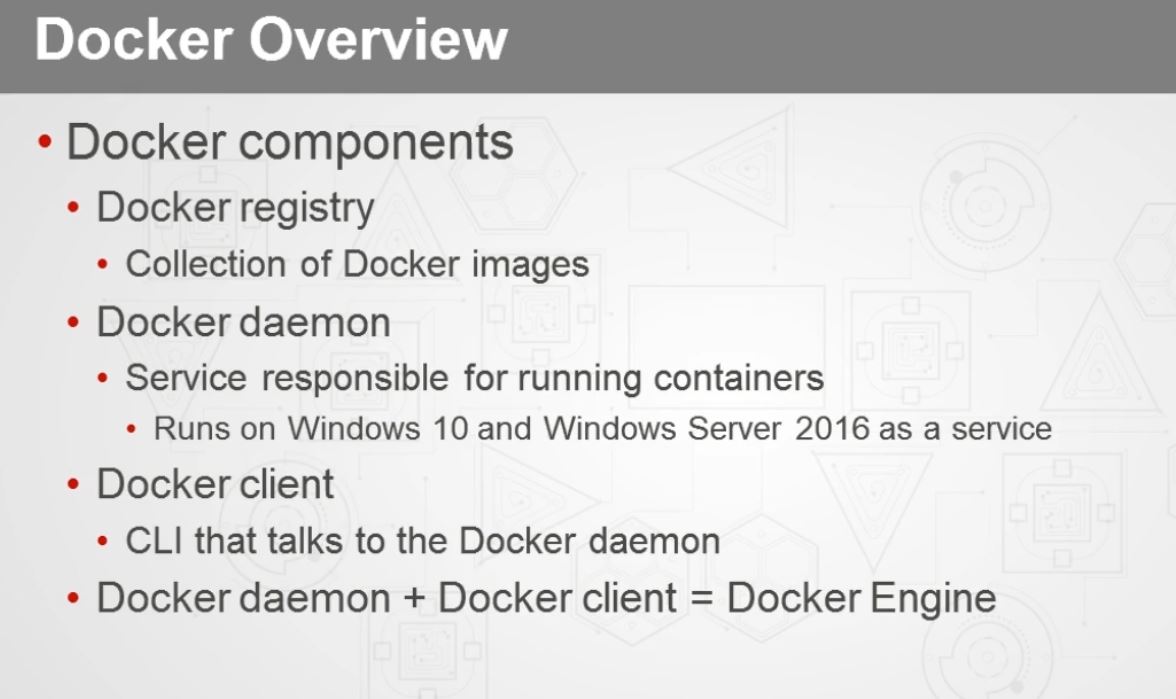 Docker Overview
• Docker components
• Docker registry
• Collection of Docker images
• Docker daemon
• Service responsible for running containers
• Runs on Windows 10 and Windows Server 2016 as a service
• Docker client
• CLI that talks to the Docker daemon
• Docker daemon + Docker client = Docker Engine